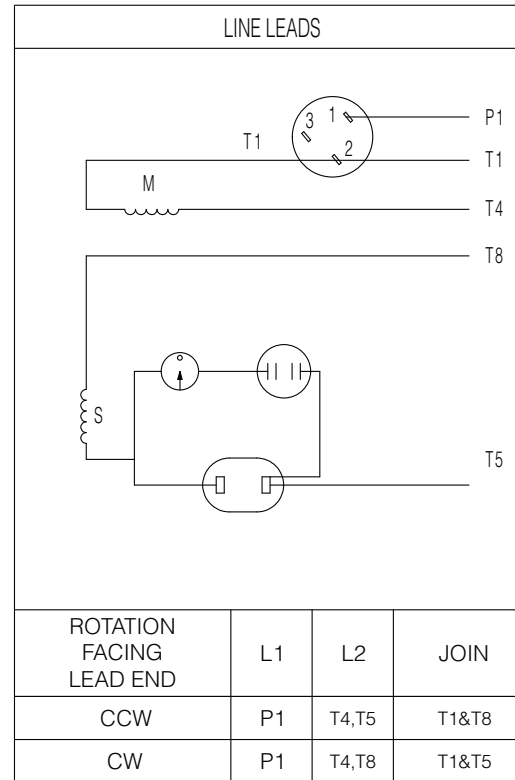 LINE LEADS
P1
3 1
T1
2
T1
M
T4
T8
S
T5
ROTATION
FACING
LEAD END
L1 L2 JOIN
CCW P1 T4,T5 T1&T8
CW P1 T4,T8 T1&T5